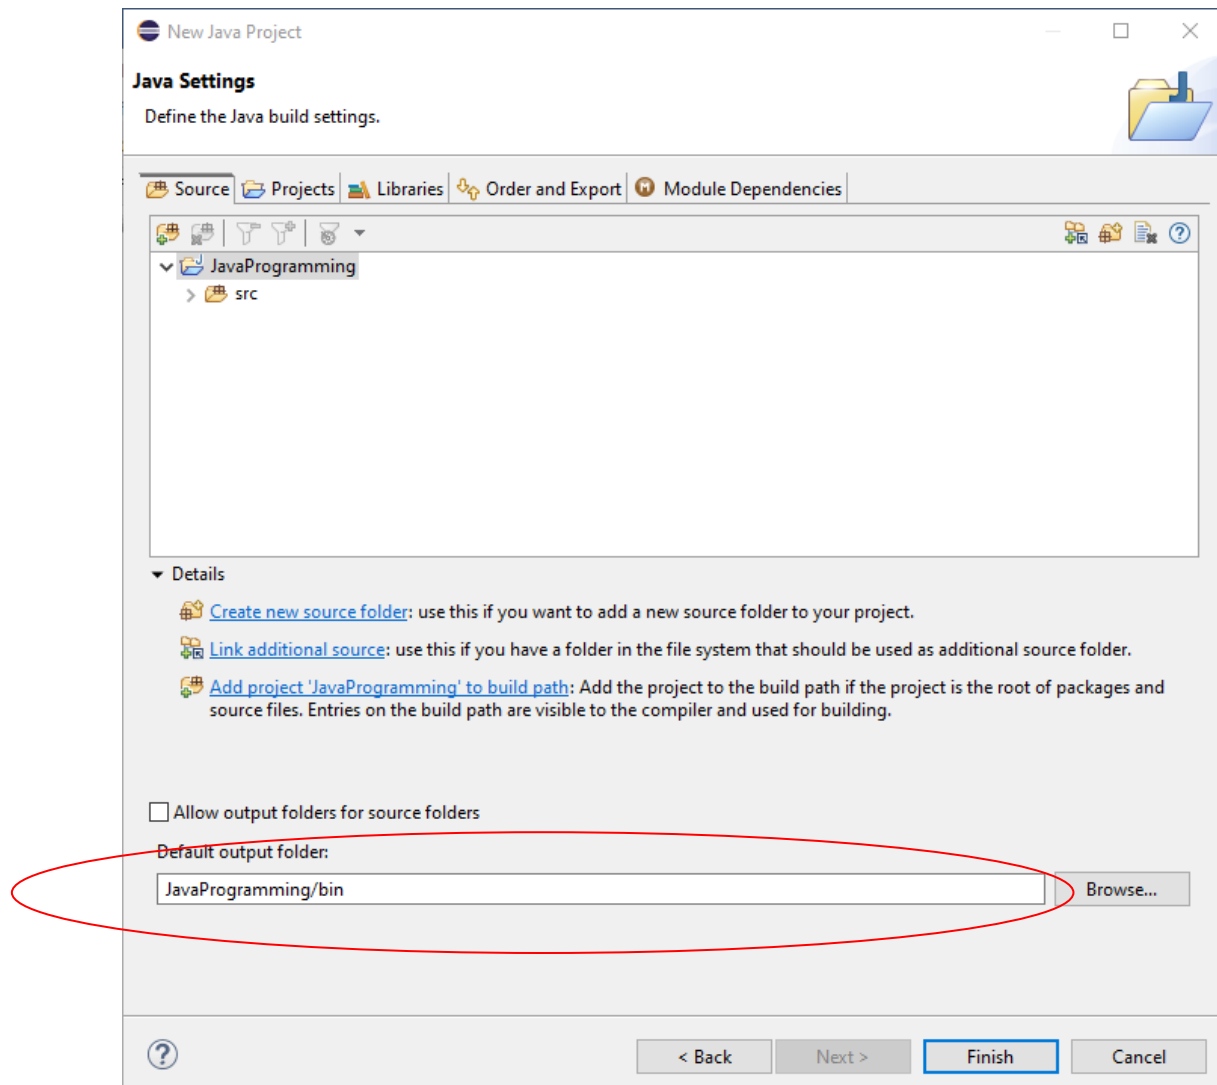 New Java Project
Java Settings
Define the Java build settings.
Source Projects Libraries Order and Export Module Dependencies
JavaProgramming
src
Details
Create new source folder: use this if you want to add a new source folder to your project.
Link additional source: use this if you have a folder in the file system that should be used as additional source folder.
Add project 'JavaProgramming' to build path: Add the project to the build path if the project is the root of packages and
source files. Entries on the build path are visible to the compiler and used for building.
Allow output folders for source folders
Default output folder:
JavaProgramming/bin Browse...
< Back Next > Finish Cancel